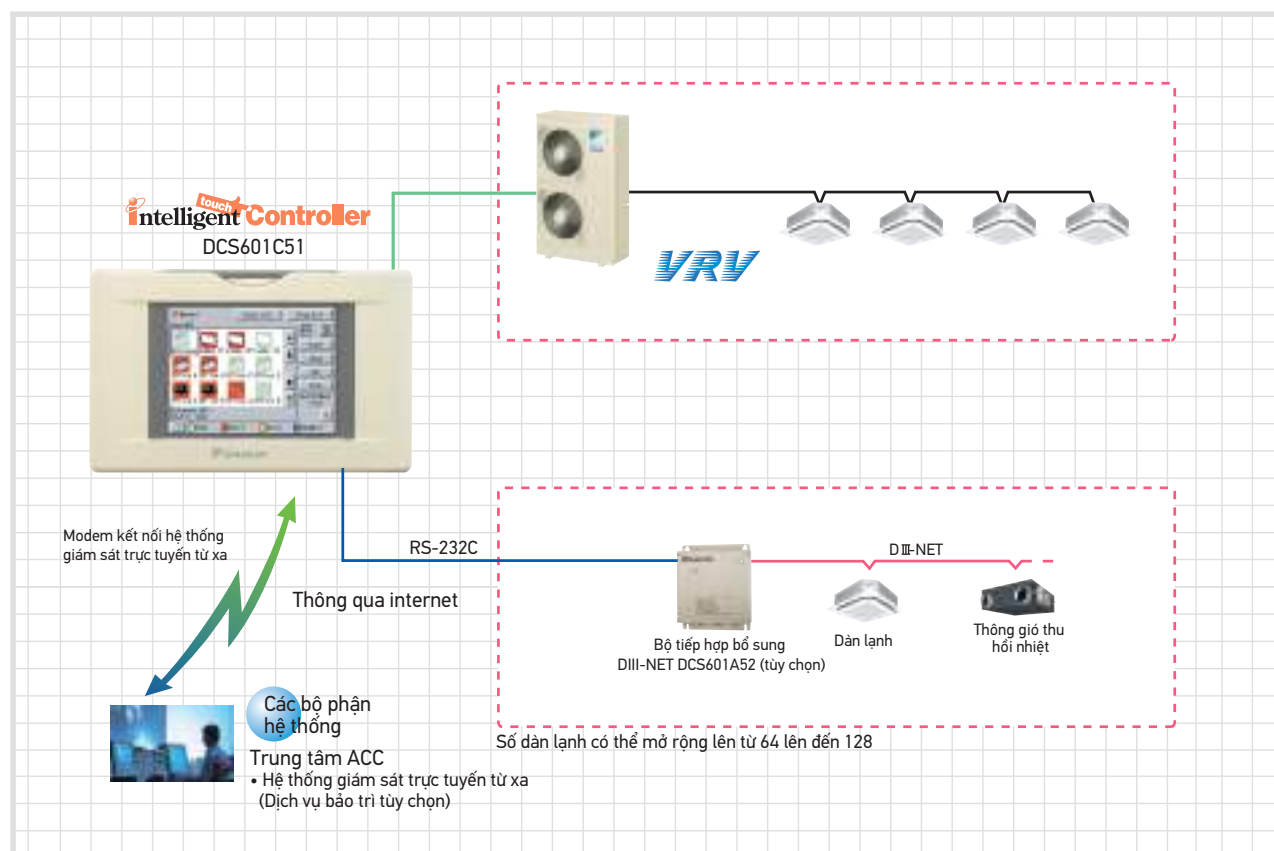 intelligent touch Controller
DCS601C51
VRV
Modem kết nối hệ thống
giám sát trực tuyến từ xa
Thông qua internet
RS-232C
DIII-NET
Bộ tiếp hợp bổ sung
DIII-NET DCS601A52 (tùy chọn)
Dàn lạnh
Thông gió thu
hồi nhiệt
Các bộ phận
hệ thống
Số dàn lạnh có thể mở rộng lên từ 64 lên đến 128
Trung tâm ACC
• Hệ thống giám sát trực tuyến từ xa
(Dịch vụ bảo trì tùy chọn)